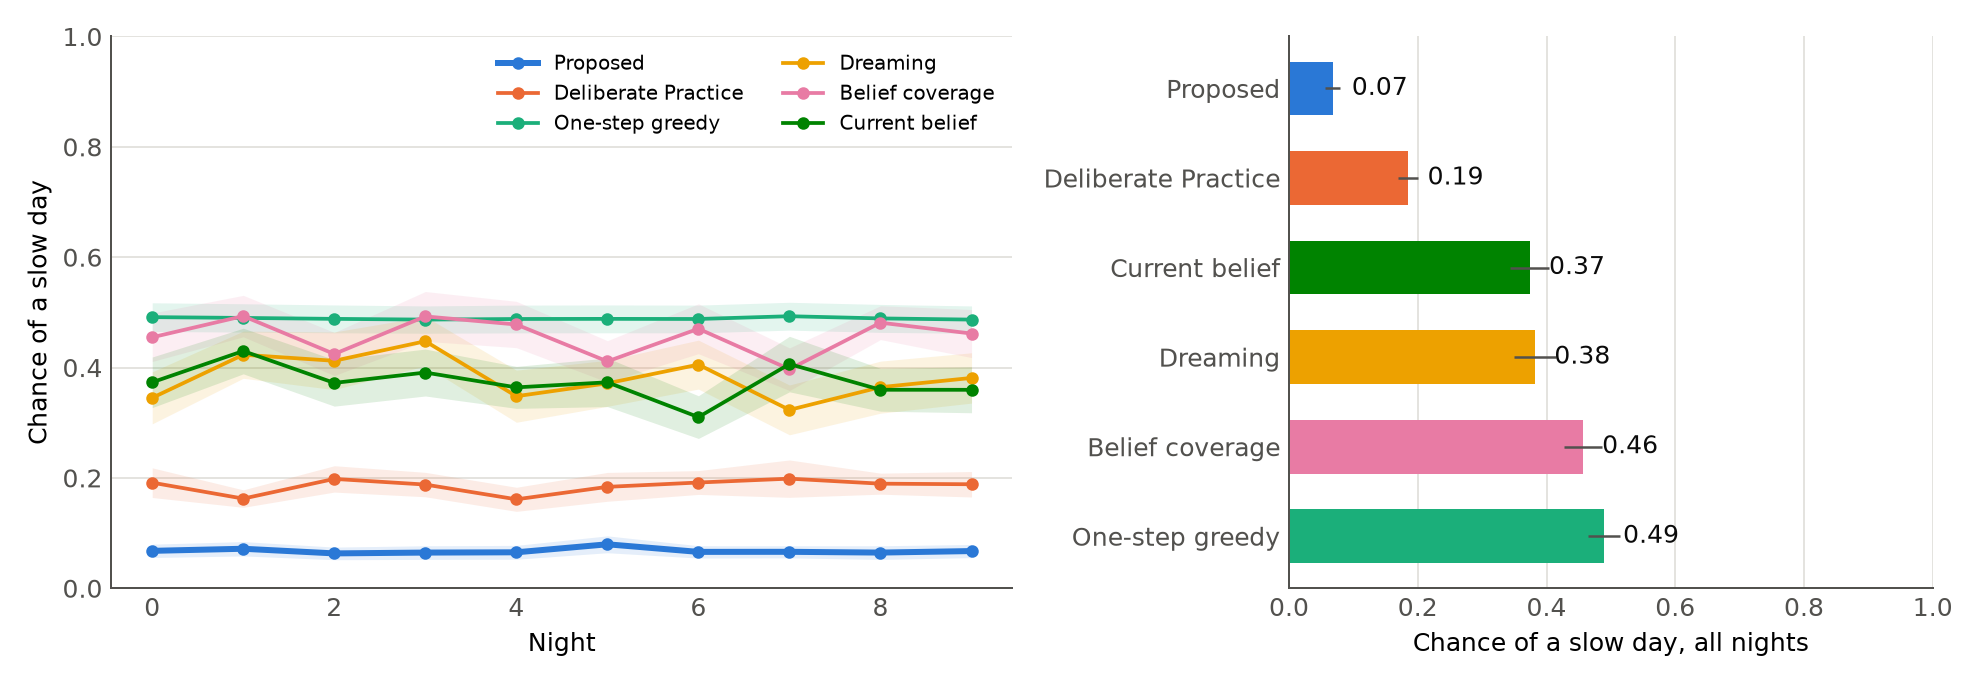 Chance of a slow day
1.0
0.8
0.6
0.4
0.2
0.0
Proposed
Deliberate Practice
One-step greedy
Dreaming
Belief coverage
Current belief
0 2 4 6 8
Night
Proposed 0.07
Deliberate Practice 0.19
Current belief 0.37
Dreaming 0.38
Belief coverage 0.46
One-step greedy 0.49
0.0 0.2 0.4 0.6 0.8 1.0
Chance of a slow day, all nights